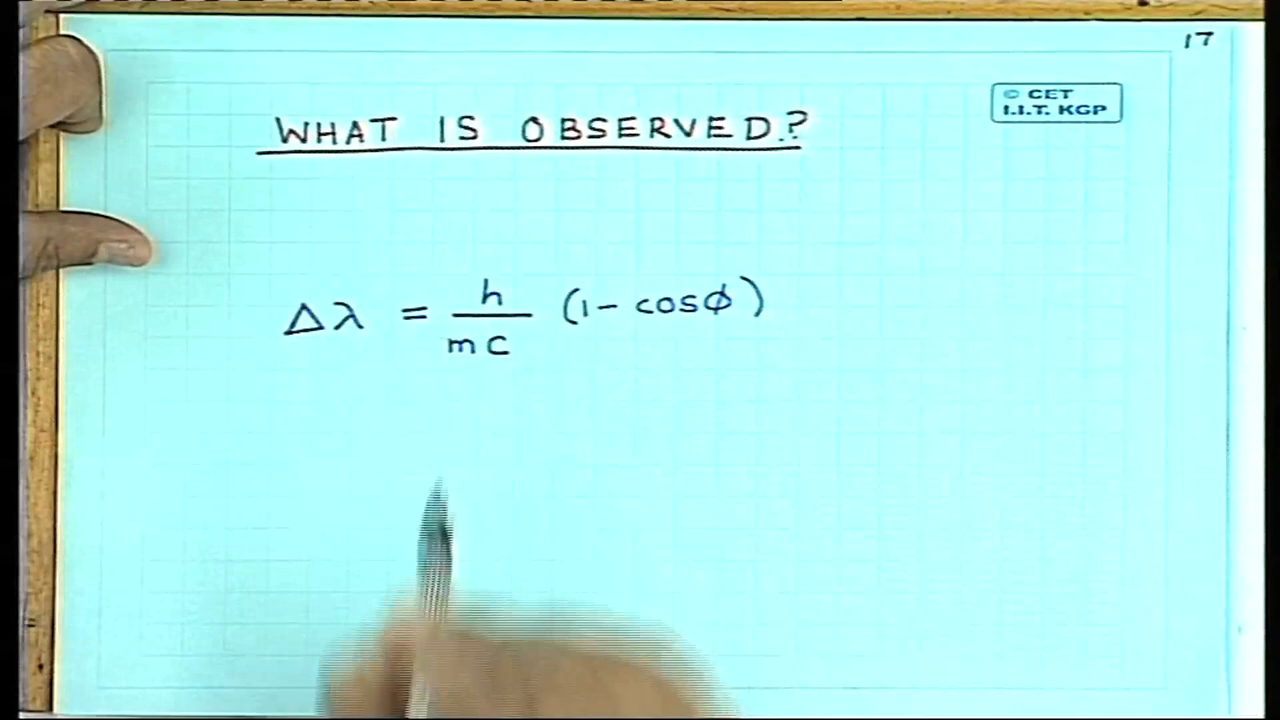 17
© CET
I.I.T. KGP
WHAT IS OBSERVED.?
Δλ = h/mc (1 - cosϕ)